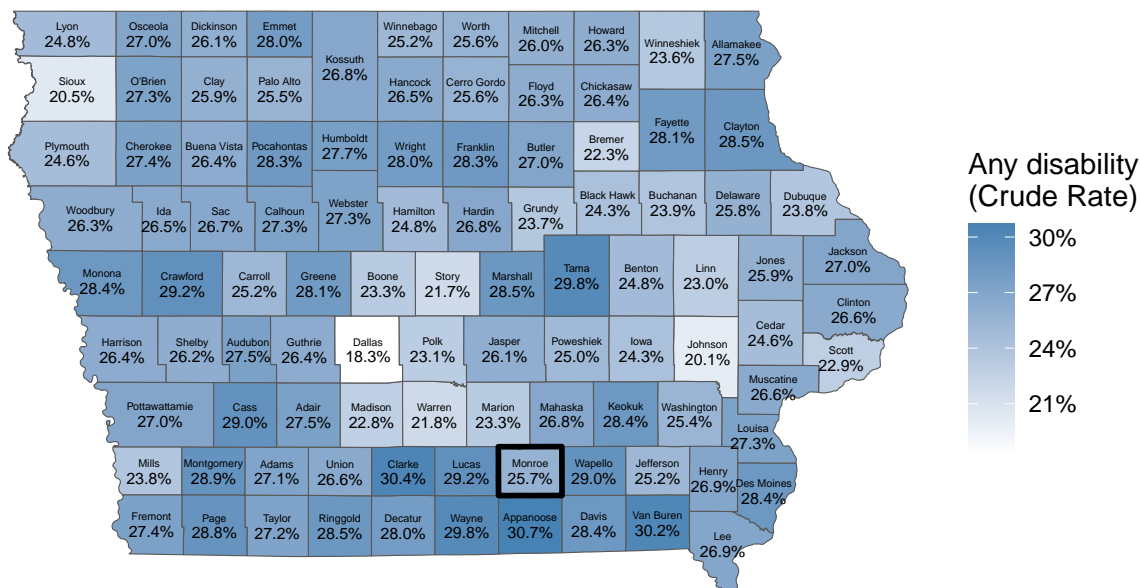 Lyon
24.8%
Osceola
27.0%
Dickinson
26.1%
Emmet
28.0%
Kossuth
26.8%
Winnebago
25.2%
Worth
25.6%
Mitchell
26.0%
Howard
26.3%
Winneshiek
23.6%
Allamakee
27.5%
Sioux
20.5%
O'Brien
27.3%
Clay
25.9%
Palo Alto
25.5%
Hancock
26.5%
Cerro Gordo
25.6%
Floyd
26.3%
Chickasaw
26.4%
Plymouth
24.6%
Cherokee
27.4%
Buena Vista
26.4%
Pocahontas
28.3%
Humboldt
27.7%
Wright
28.0%
Franklin
28.3%
Butler
27.0%
Bremer
22.3%
Fayette
28.1%
Clayton
28.5%
Woodbury
26.3%
Ida
26.5%
Sac
26.7%
Calhoun
27.3%
Webster
27.3%
Hamilton
24.8%
Hardin
26.8%
Grundy
23.7%
Black Hawk
24.3%
Buchanan
23.9%
Delaware
25.8%
Dubuque
23.8%
Monona
28.4%
Crawford
29.2%
Carroll
25.2%
Greene
28.1%
Boone
23.3%
Story
21.7%
Marshall
28.5%
Tama
29.8%
Benton
24.8%
Linn
23.0%
Jones
25.9%
Jackson
27.0%
Clinton
26.6%
Harrison
26.4%
Shelby
26.2%
Audubon
27.5%
Guthrie
26.4%
Dallas
18.3%
Polk
23.1%
Jasper
26.1%
Poweshiek
25.0%
Iowa
24.3%
Johnson
20.1%
Cedar
24.6%
Scott
22.9%
Muscatine
26.6%
Pottawattamie
27.0%
Cass
29.0%
Adair
27.5%
Madison
22.8%
Warren
21.8%
Marion
23.3%
Mahaska
26.8%
Keokuk
28.4%
Washington
25.4%
Louisa
27.3%
Mills
23.8%
Montgomery
28.9%
Adams
27.1%
Union
26.6%
Clarke
30.4%
Lucas
29.2%
Monroe
25.7%
Wapello
29.0%
Jefferson
25.2%
Henry
26.9%
Des Moines
28.4%
Fremont
27.4%
Page
28.8%
Taylor
27.2%
Ringgold
28.5%
Decatur
28.0%
Wayne
29.8%
Appanoose
30.7%
Davis
28.4%
Van Buren
30.2%
Lee
26.9%
Any disability
(Crude Rate)
30%
27%
24%
21%